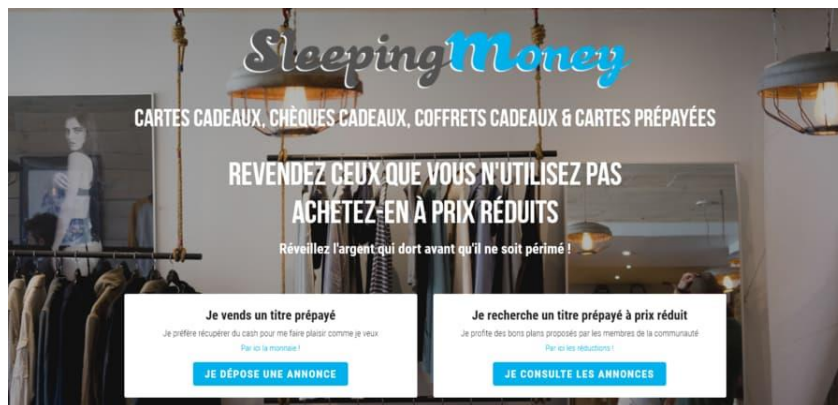 SleepingMoney
CARTES CADEAUX, CHÈQUES CADEAUX, COFFRETS CADEAUX & CARTES PRÉPAYÉES
REVENDEZ CEUX QUE VOUS N'UTILISEZ PAS
ACHETEZ-EN À PRIX RÉDUITS
Réveillez l'argent qui dort avant qu'il ne soit périmé !
Je vends un titre prépayé
Je préfère récupérer du cash pour me faire plaisir comme je veux
Par ici la monnaie !
JE DÉPOSE UNE ANNONCE
Je recherche un titre prépayé à prix réduit
Je profite des bons plans proposés par les membres de la communauté
Par ici les réductions !
JE CONSULTE LES ANNONCES